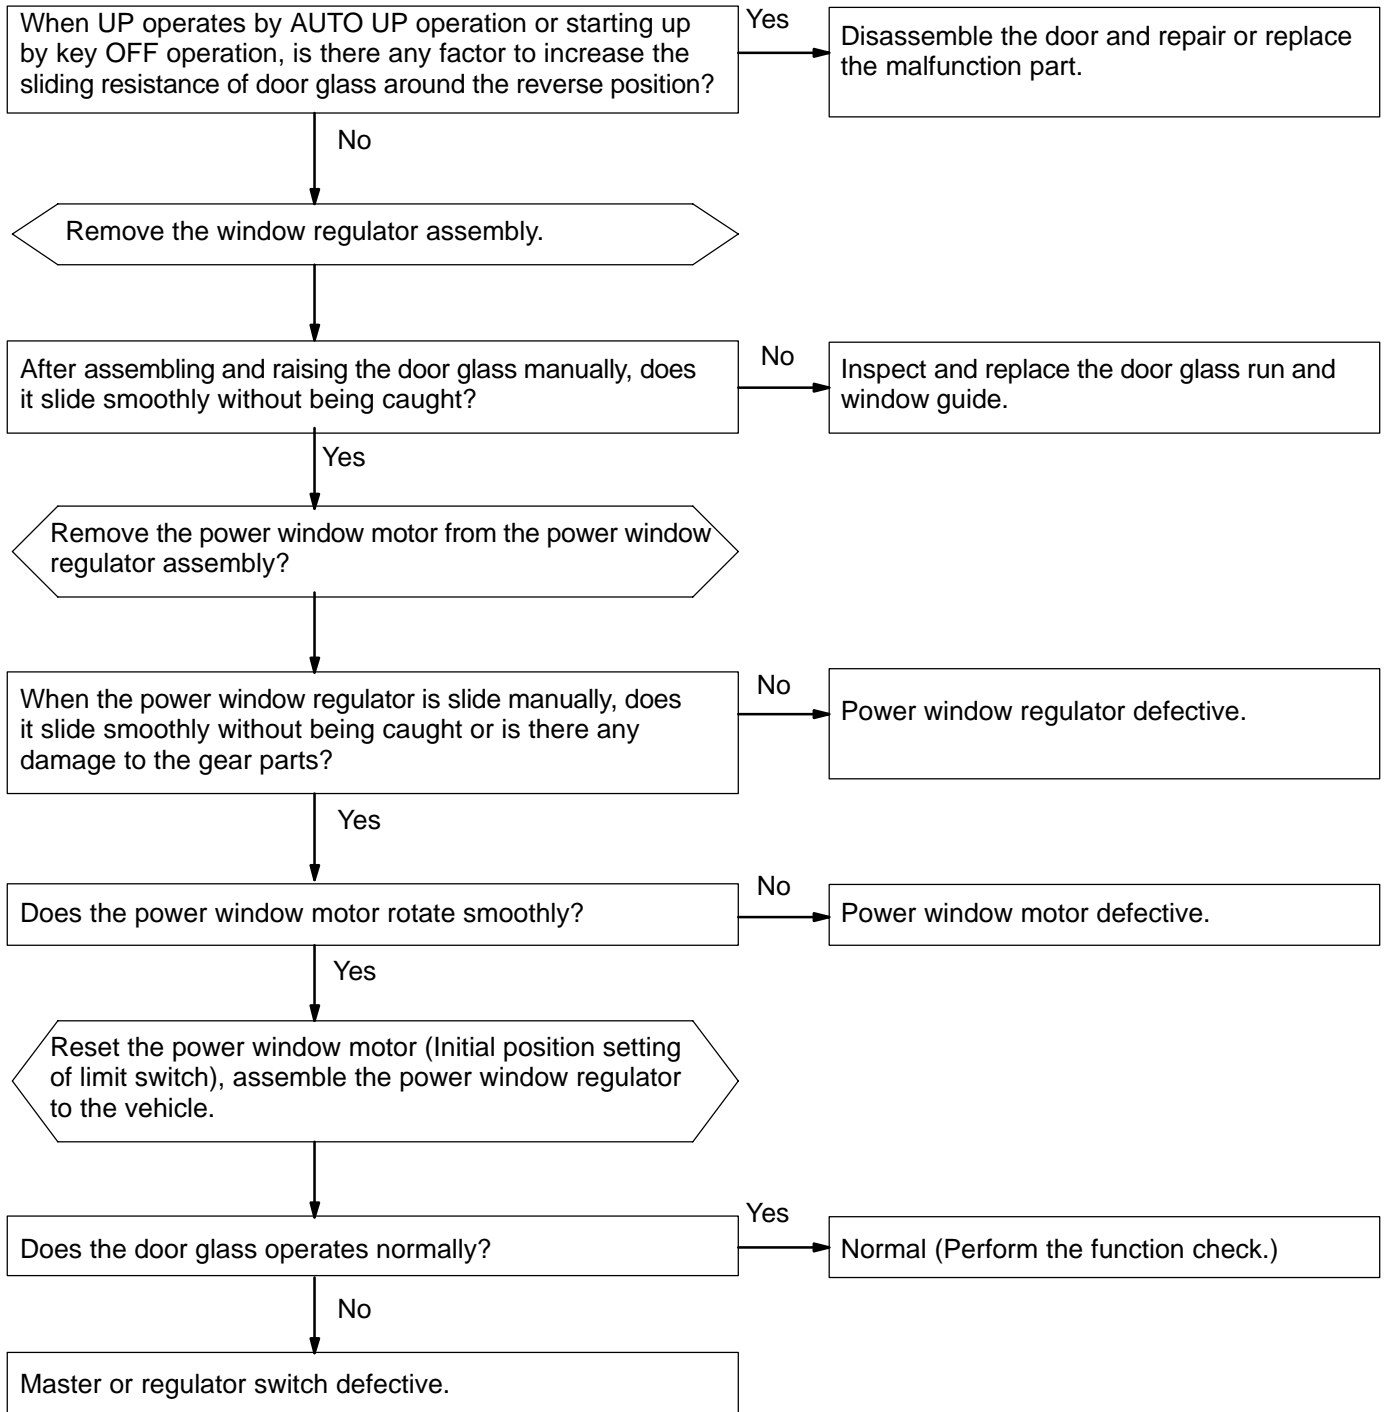 When UP operates by AUTO UP operation or starting up
by key OFF operation, is there any factor to increase the
sliding resistance of door glass around the reverse position?
Yes
Disassemble the door and repair or replace
the malfunction part.
No
Remove the window regulator assembly.
After assembling and raising the door glass manually, does
it slide smoothly without being caught?
No
Inspect and replace the door glass run and
window guide.
Yes
Remove the power window motor from the power window
regulator assembly?
When the power window regulator is slide manually, does
it slide smoothly without being caught or is there any
damage to the gear parts?
No
Power window regulator defective.
Yes
Does the power window motor rotate smoothly?
No
Power window motor defective.
Yes
Reset the power window motor (Initial position setting
of limit switch), assemble the power window regulator
to the vehicle.
Does the door glass operates normally?
Yes
Normal (Perform the function check.)
No
Master or regulator switch defective.